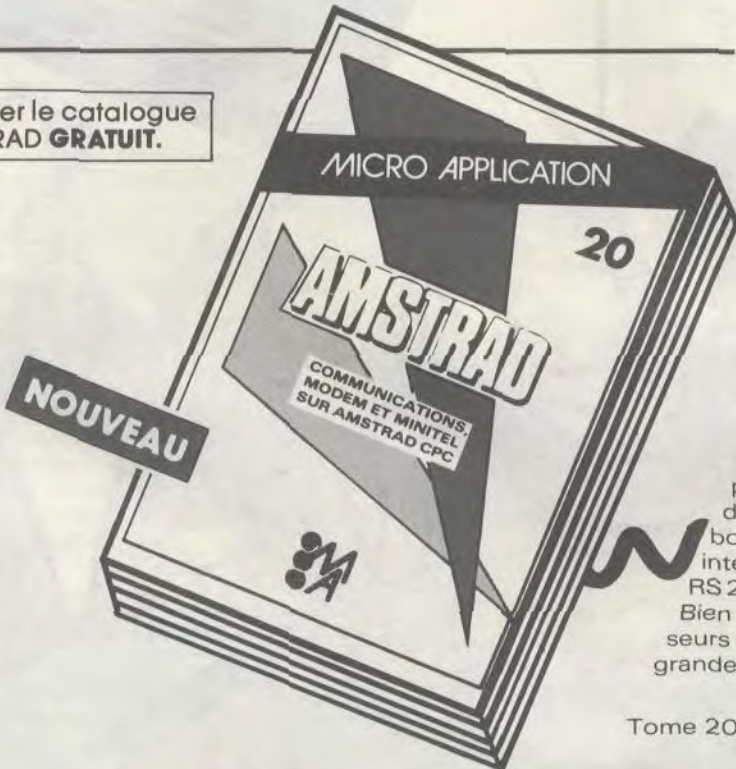 er le catalogue
RAD GRATUIT.
MICRO APPLICATION
20
AMSTRAD
COMMUNICATIONS,
MODEM ET MINITEL
SUR AMSTRAD CPC
NOUVEAU
MA
bo
inte
RS 2
Bien
seurs
grande
Tome 20